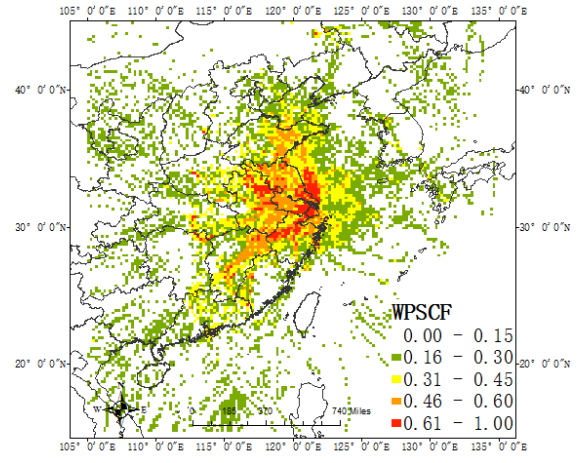 105° 0′ 0″E 110° 0′ 0″E 115° 0′ 0″E 120° 0′ 0″E 125° 0′ 0″E 130° 0′ 0″E 135° 0′ 0″E
40° 0′ 0″N 40° 0′ 0″N
30° 0′ 0″N 30° 0′ 0″N
WPSCF
0.00 - 0.15
20° 0′ 0″N 0.16 - 0.30 20° 0′ 0″N
0.31 - 0.45
W E 0 185 370 740 Miles 0.46 - 0.60
S 0.61 - 1.00
105° 0′ 0″E 110° 0′ 0″E 115° 0′ 0″E 120° 0′ 0″E 125° 0′ 0″E 130° 0′ 0″E 135° 0′ 0″E